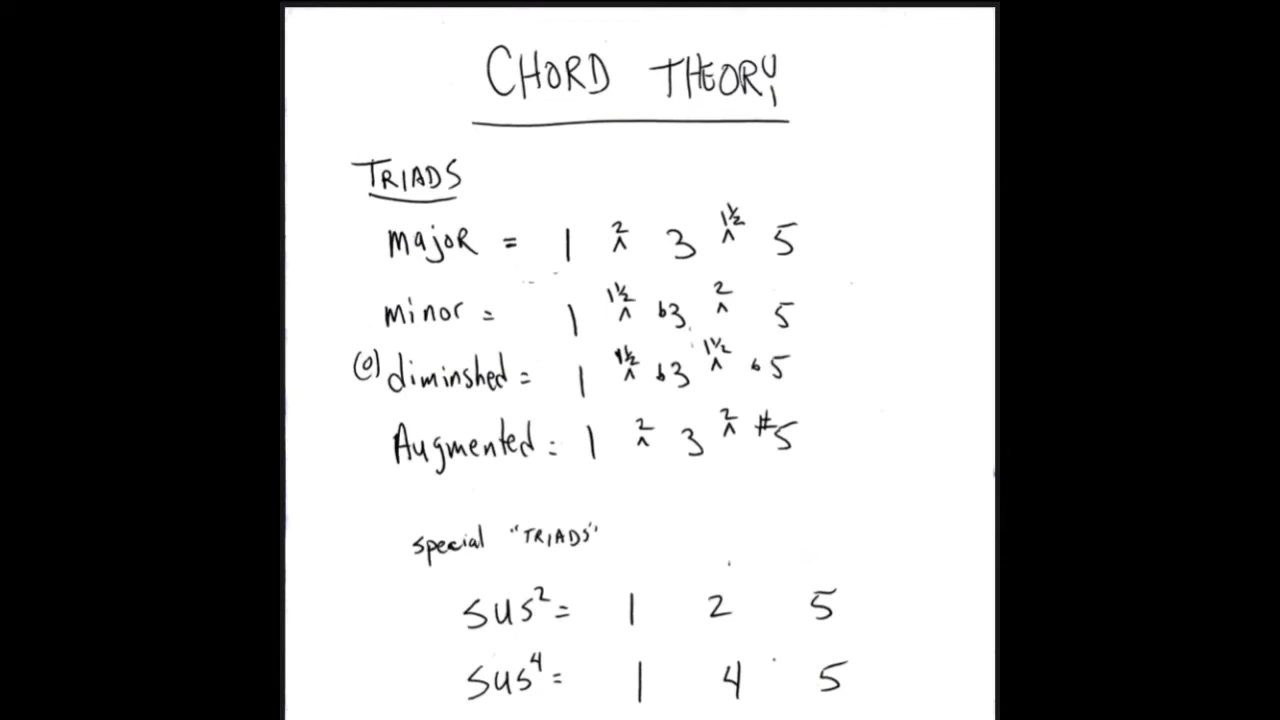 CHORD THEORY
TRIADS
major = 1 2^ 3 1½^ 5
minor = 1 1½^ b3 2^ 5
(o) diminshed = 1 1½^ b3 1½^ b5
Augmented = 1 2^ 3 2^ #5
special "TRIADS"
sus² = 1 2 5
sus⁴ = 1 4 5